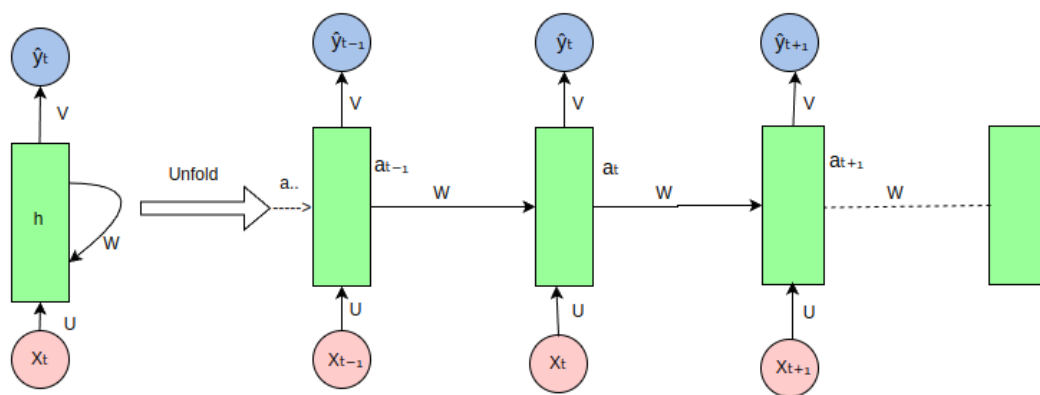 ŷₜ
ŷₜ₋₁
ŷₜ
ŷₜ₊₁
V
V
V
V
Unfold
a..
aₜ₋₁
aₜ
aₜ₊₁
h
W
W
W
W
U
U
U
U
Xₜ
Xₜ₋₁
Xₜ
Xₜ₊₁